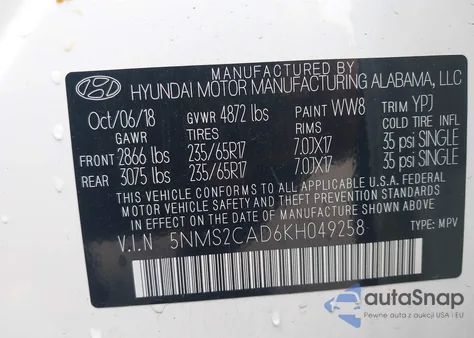 MANUFACTURED BY
HYUNDAI MOTOR MANUFACTURING ALABAMA, LLC
Oct/06/18 GVWR 4872 lbs PAINT WW8 TRIM YPJ
GAWR TIRES RIMS COLD TIRE INFL
FRONT 2866 lbs 235/65R17 7.0JX17 35 psi SINGLE
REAR 3075 lbs 235/65R17 7.0JX17 35 psi SINGLE
THIS VEHICLE CONFORMS TO ALL APPLICABLE U.S.A. FEDERAL
MOTOR VEHICLE SAFETY AND THEFT PREVENTION STANDARDS
IN EFFECT ON THE DATE OF MANUFACTURE SHOWN ABOVE.
V.I.N 5NMS2CAD6KH049258 TYPE: MPV
autoSnap
Pewne auta z aukcji USA i EU